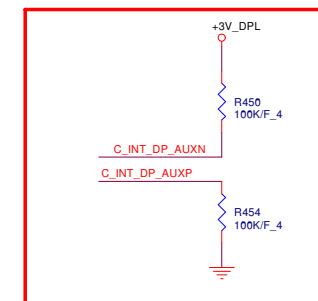 +3V_DPL
R450
100K/F_4
C_INT_DP_AUXN
C_INT_DP_AUXP
R454
100K/F_4